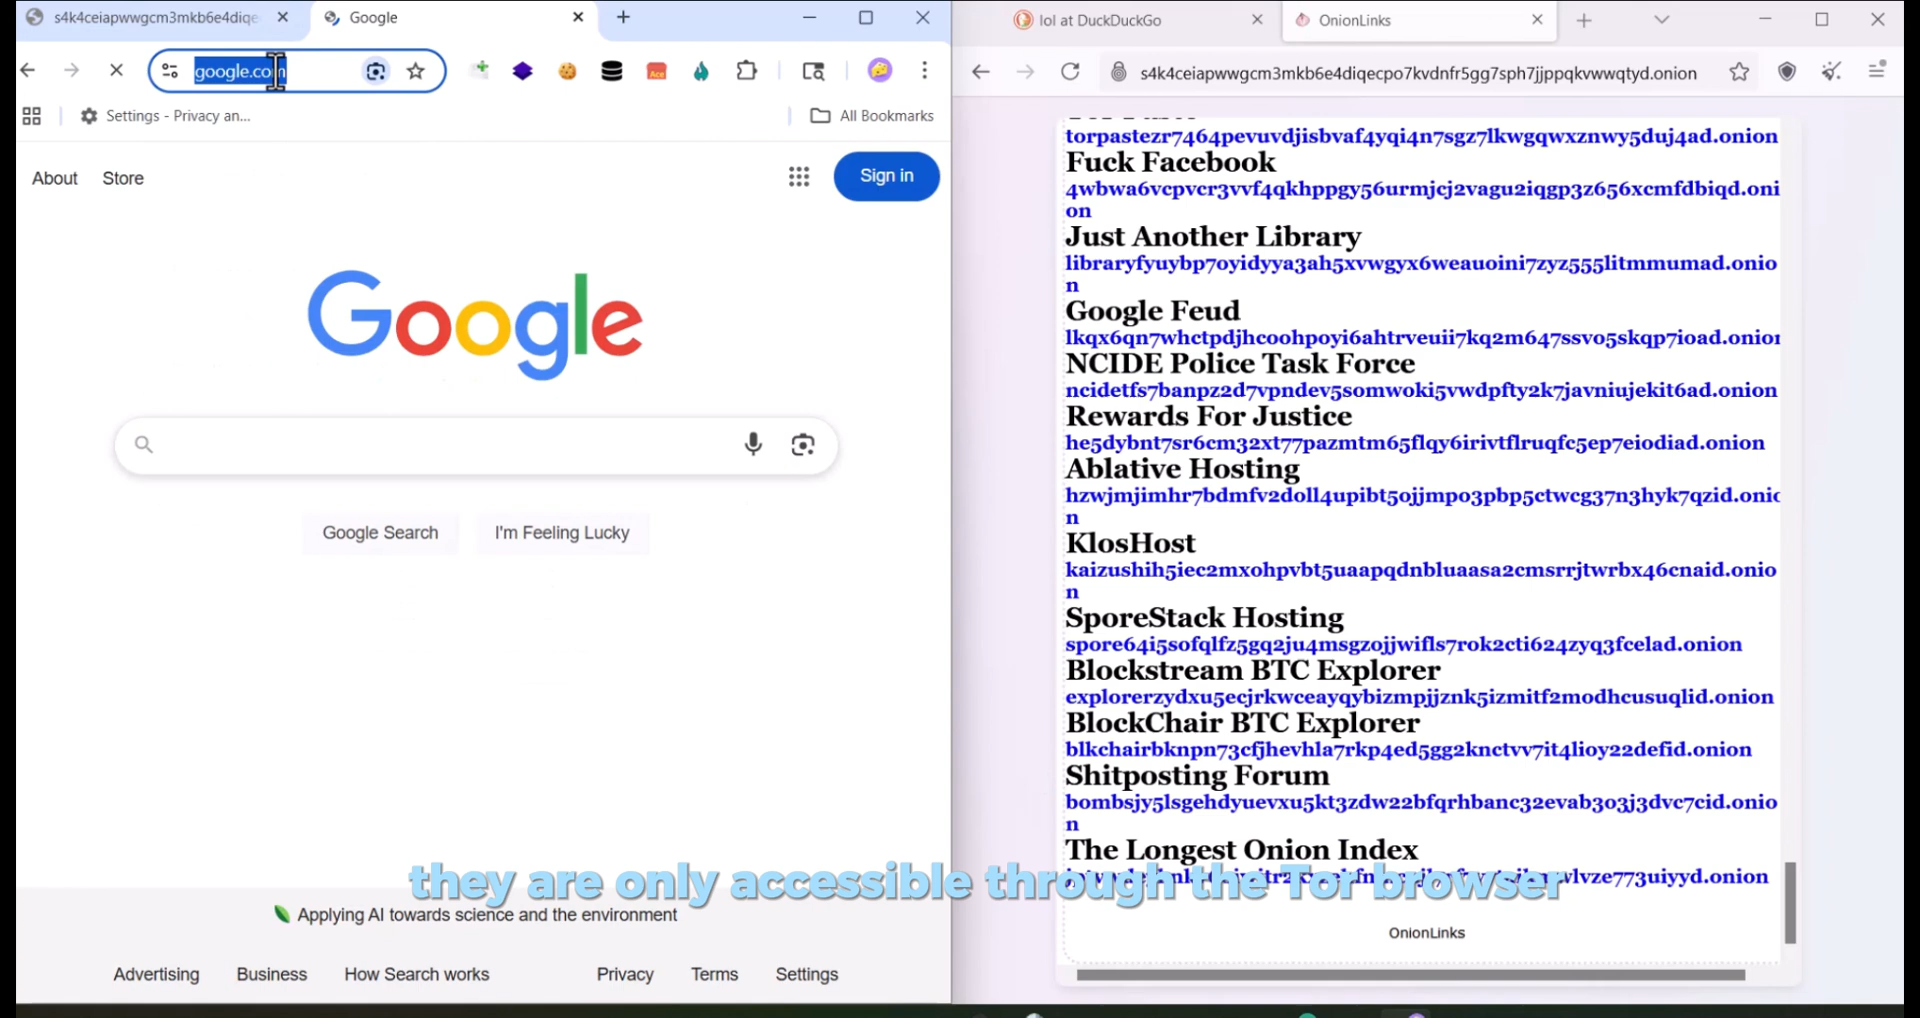 s4k4ceiapwwgcm3mkb6e4diqe
Google
google.com
Settings - Privacy an...
All Bookmarks
About
Store
Sign in
Google
Google Search
I'm Feeling Lucky
Applying AI towards science and the environment
Advertising
Business
How Search works
Privacy
Terms
Settings
lol at DuckDuckGo
OnionLinks
s4k4ceiapwwgcm3mkb6e4diqecpo7kvdnfr5gg7sph7jjppqkvwwqtyd.onion
torpastezr7464pevuvdjisbvaf4yqi4n7sgz7lkwgqwxznwy5duj4ad.onion
Fuck Facebook
4wbwa6vcpvcr3vvf4qkhppgy56urmjcj2vagu2iqgp3z656xcmfdbiqd.oni
on
Just Another Library
libraryfyuybp7oyidyya3ah5xvwgyx6weauoini7zyz555litmmumad.onio
n
Google Feud
lkqx6qn7whctpdjhcoohpoyi6ahtrveuii7kq2m647ssvo5skqp7ioad.onion
NCIDE Police Task Force
ncidetfs7banpz2d7vpndev5somwoki5vwdpfty2k7javniujekit6ad.onion
Rewards For Justice
he5dybnt7sr6cm32xt77pazmtm65flqy6irivtflruqfc5ep7eiodiad.onion
Ablative Hosting
hzwjmjimhr7bdmfv2doll4upibt5ojjmpo3pbp5ctwcg37n3hyk7qzid.onio
n
KlosHost
kaizushih5iec2mxohpvbt5uaapqdnbluaasa2cmsrrjtwrbx46cnaid.onio
n
SporeStack Hosting
spore64i5sofqlfz5gq2ju4msgzojjwifls7rok2cti624zyq3fcelad.onion
Blockstream BTC Explorer
explorerzydxu5ecjrkwceayqybizmpjjznk5izmitf2modhcusuqlid.onion
BlockChair BTC Explorer
blkchairbknpn73cfjhevhla7rkp4ed5gg2knctvv7it4lioy22defid.onion
Shitposting Forum
bombsjy5lsgehdyuevxu5kt3zdw22bfqrhbanc32evab3o3j3dvc7cid.onio
n
The Longest Onion Index
OnionLinks
they are only accessible through the Tor browser